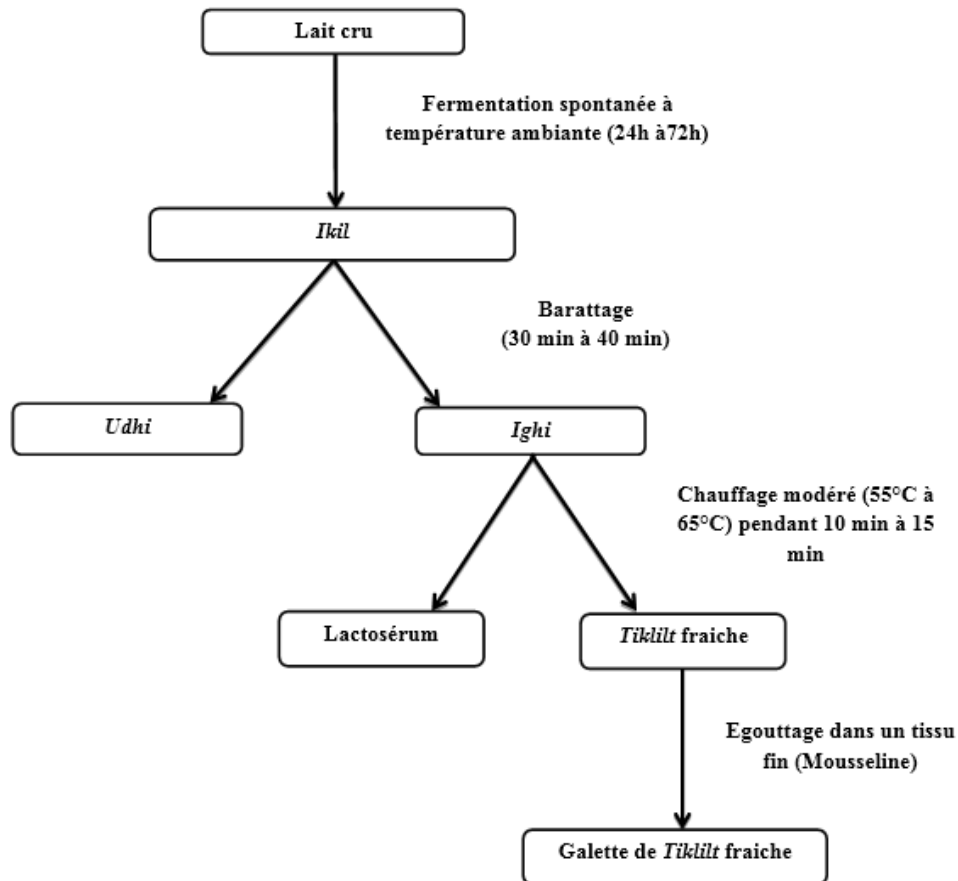 Lait cru
Fermentation spontanée à
température ambiante (24h à72h)
Ikil
Barattage
(30 min à 40 min)
Udhi
Ighi
Chauffage modéré (55°C à
65°C) pendant 10 min à 15
min
Lactosérum
Tiklilt fraiche
Egouttage dans un tissu
fin (Mousseline)
Galette de Tiklilt fraiche